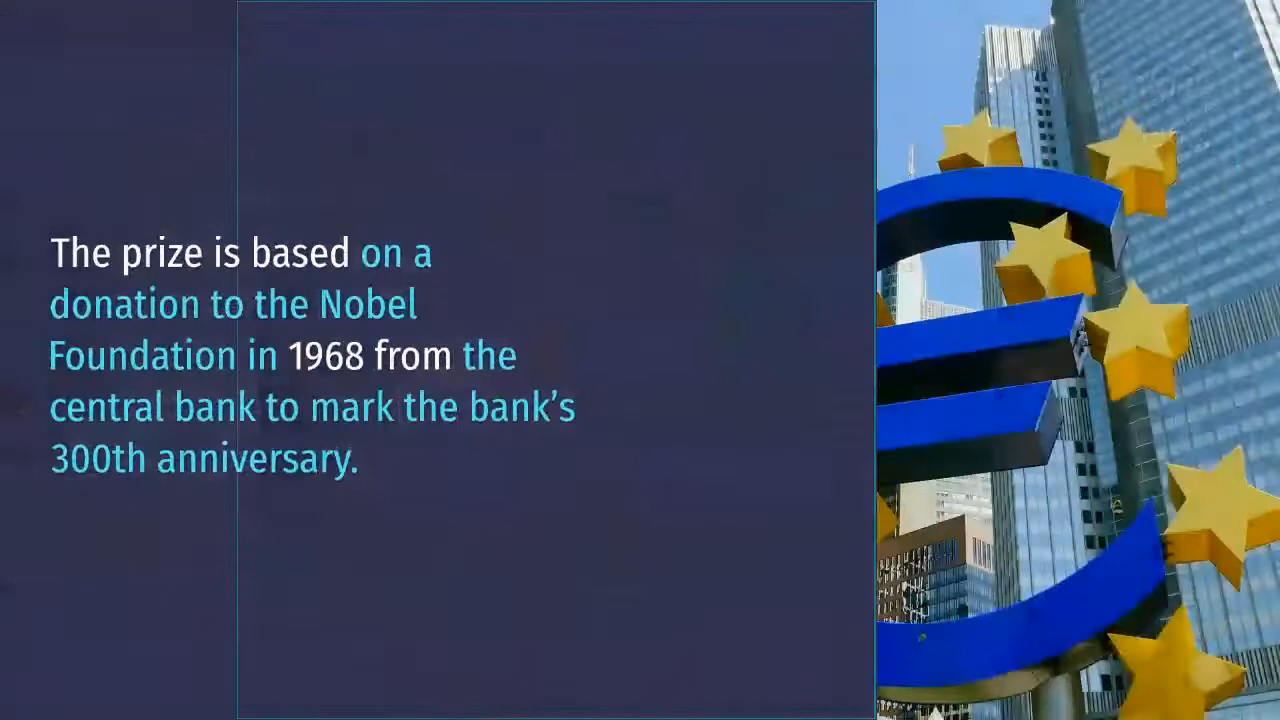 The prize is based on a
donation to the Nobel
Foundation in 1968 from the
central bank to mark the bank’s
300th anniversary.